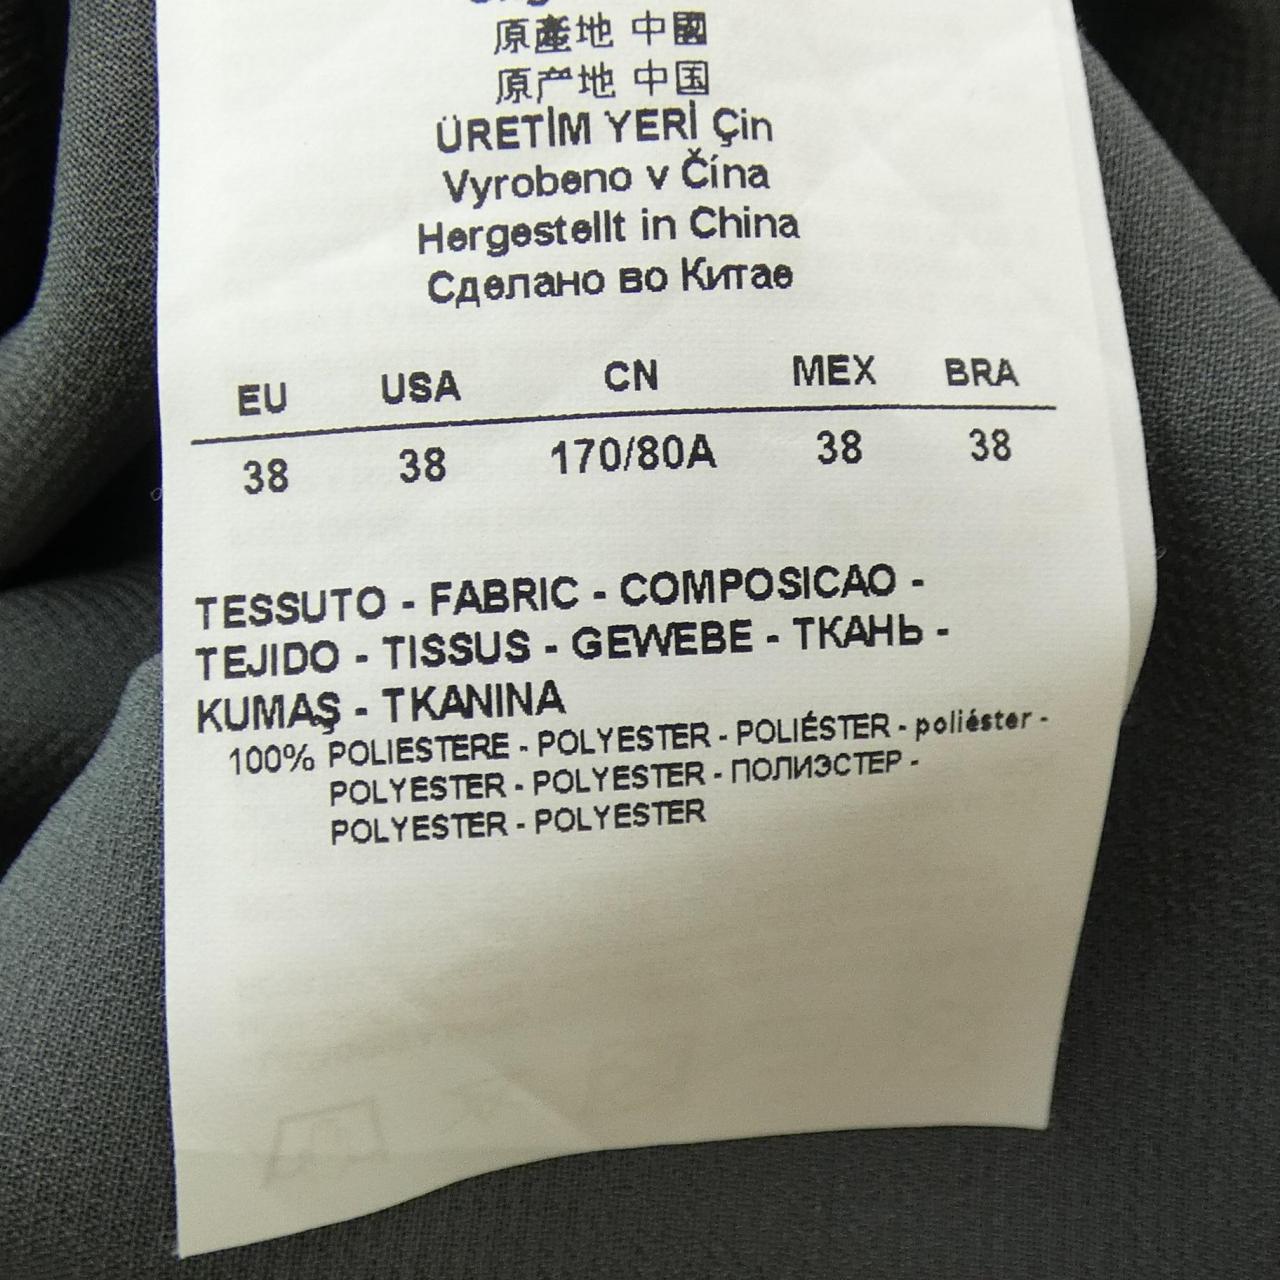 原產地 中國
原产地 中国
ÜRETİM YERİ Çin
Vyrobeno v Čína
Hergestellt in China
Сделано во Китае
EU USA CN MEX BRA
38 38 170/80A 38 38
TESSUTO - FABRIC - COMPOSICAO -
TEJIDO - TISSUS - GEWEBE - ТКАНЬ -
KUMAŞ - TKANINA
100% POLIESTERE - POLYESTER - POLIÉSTER - poliéster -
POLYESTER - POLYESTER - ПОЛИЭСТЕР -
POLYESTER - POLYESTER